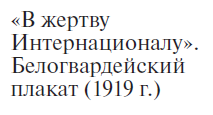 «В жертву
Интернационалу».
Белогвардейский
плакат (1919 г.)